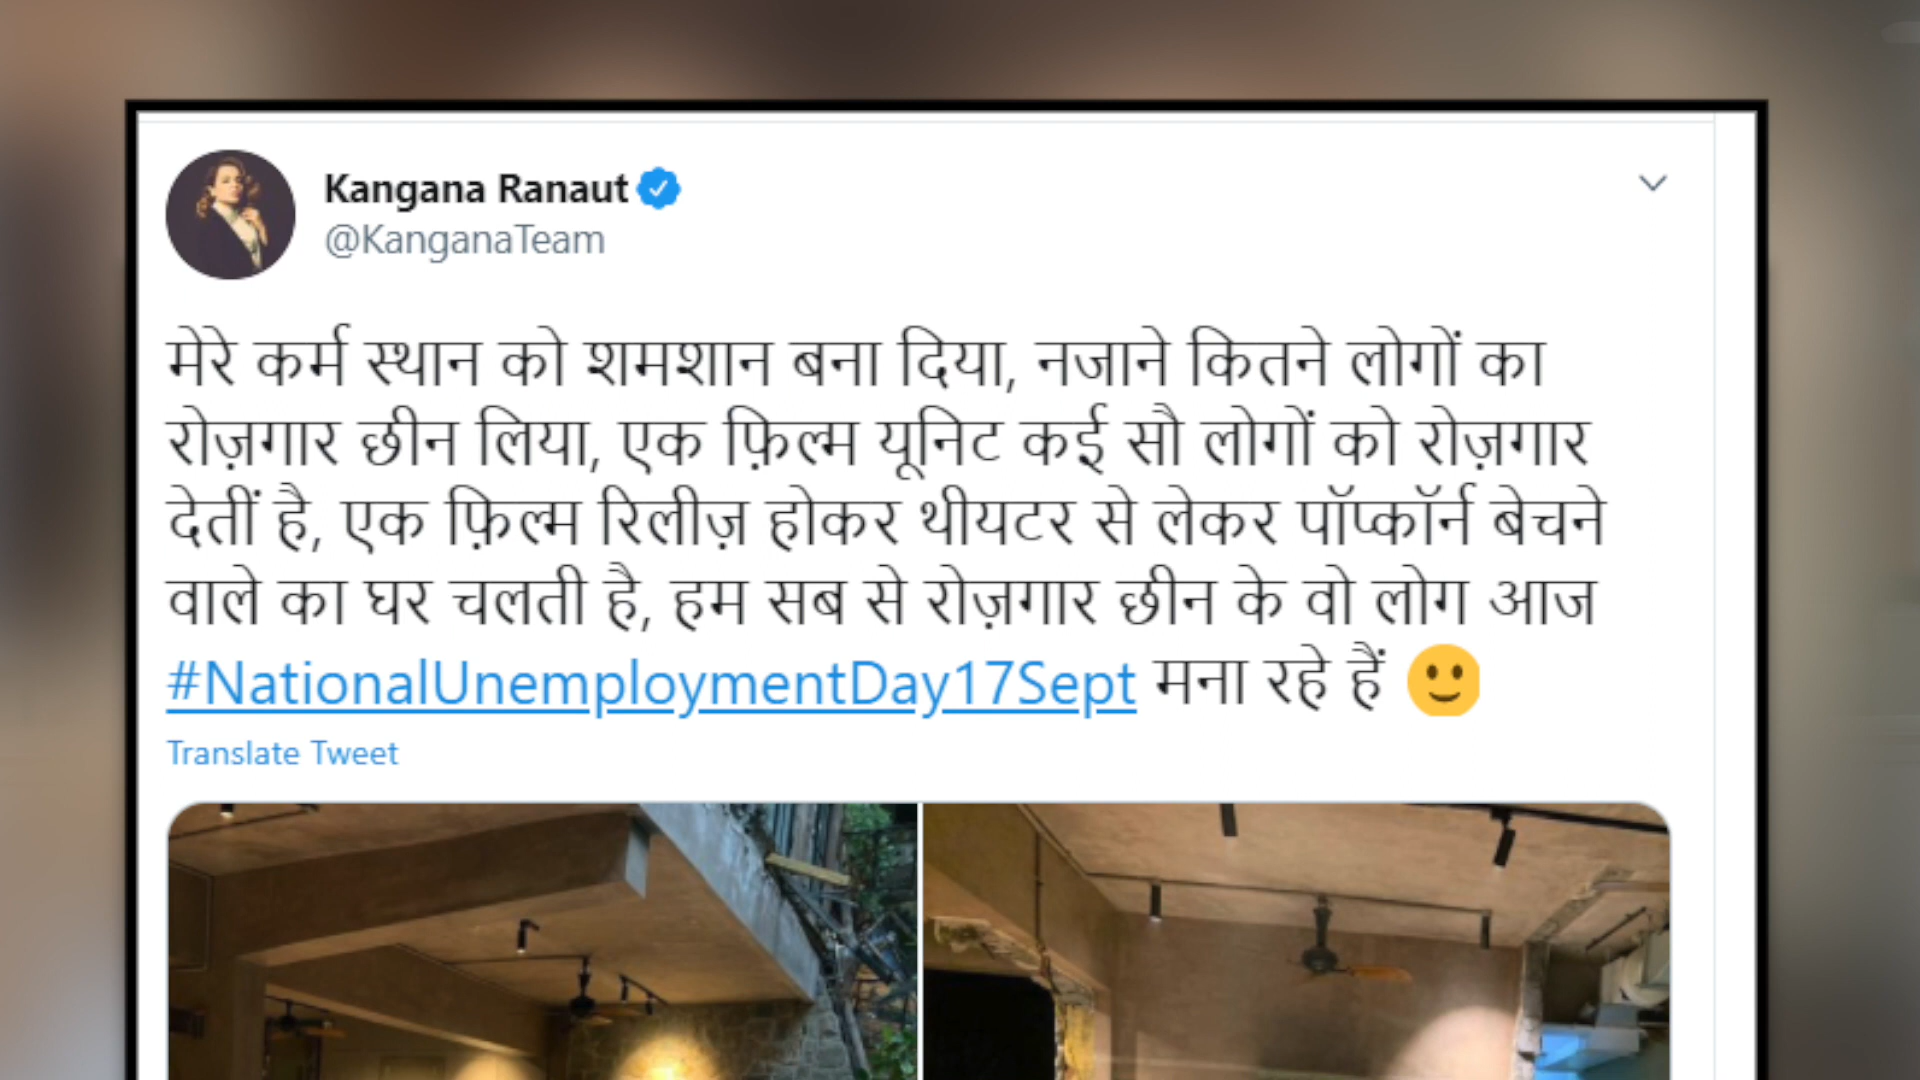 Kangana Ranaut
@KanganaTeam
मेरे कर्म स्थान को शमशान बना दिया, नजाने कितने लोगों का
रोज़गार छीन लिया, एक फ़िल्म यूनिट कई सौ लोगों को रोज़गार
देतीं है, एक फ़िल्म रिलीज़ होकर थीयटर से लेकर पॉप्कॉर्न बेचने
वाले का घर चलती है, हम सब से रोज़गार छीन के वो लोग आज
#NationalUnemploymentDay17Sept मना रहे हैं 🙂
Translate Tweet